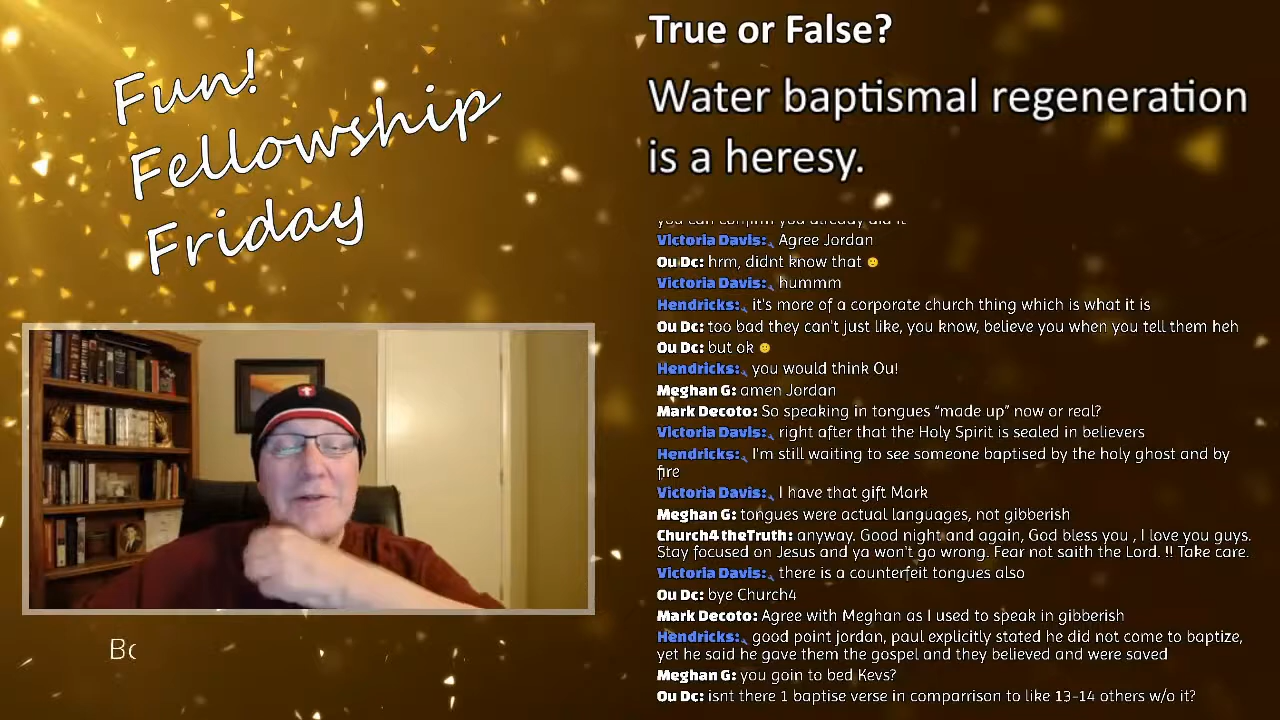 Fun!
Fellowship
Friday
True or False?
Water baptismal regeneration
is a heresy.
you can confirm you already did it
Victoria Davis: Agree Jordan
Ou Dc: hrm, didnt know that
Victoria Davis: hummm
Hendricks: it's more of a corporate church thing which is what it is
Ou Dc: too bad they can't just like, you know, believe you when you tell them heh
Ou Dc: but ok
Hendricks: you would think Ou!
Meghan G: amen Jordan
Mark Decoto: So speaking in tongues “made up” now or real?
Victoria Davis: right after that the Holy Spirit is sealed in believers
Hendricks: I'm still waiting to see someone baptised by the holy ghost and by
fire
Victoria Davis: I have that gift Mark
Meghan G: tongues were actual languages, not gibberish
Church4theTruth: anyway. Good night and again, God bless you , I love you guys.
Stay focused on Jesus and ya won't go wrong. Fear not saith the Lord. !! Take care.
Victoria Davis: there is a counterfeit tongues also
Ou Dc: bye Church4
Mark Decoto: Agree with Meghan as I used to speak in gibberish
Hendricks: good point jordan, paul explicitly stated he did not come to baptize,
yet he said he gave them the gospel and they believed and were saved
Meghan G: you goin to bed Kevs?
Ou Dc: isnt there 1 baptise verse in comparrison to like 13-14 others w/o it?